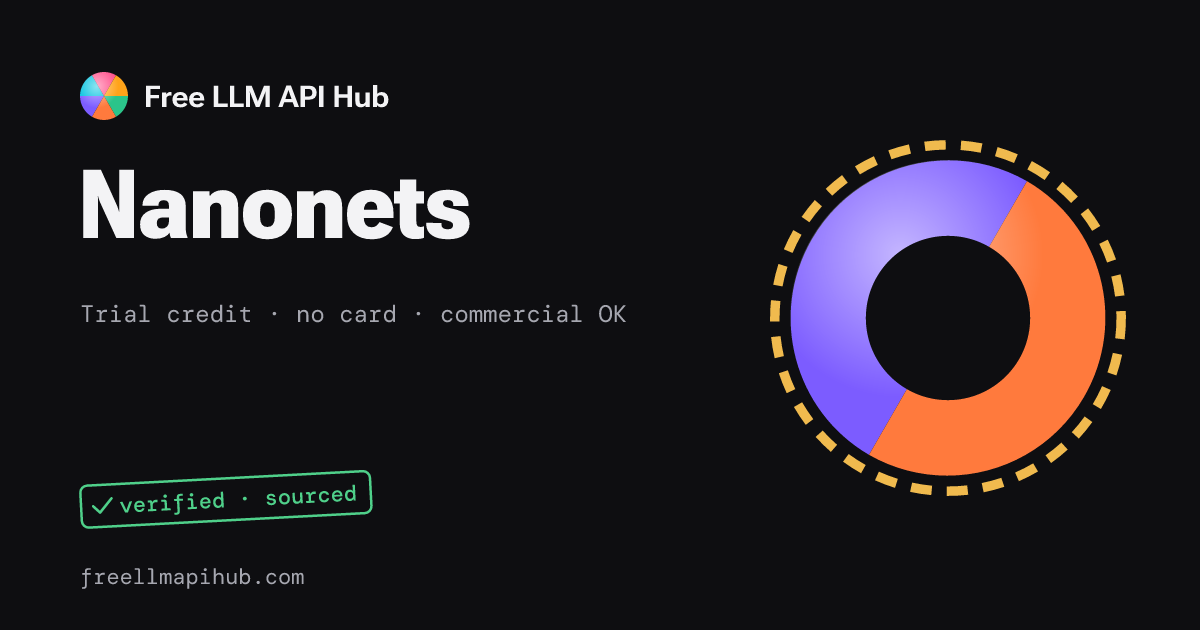 Free LLM API Hub
Nanonets
Trial credit · no card · commercial OK
verified · sourced
freellmapihub.com